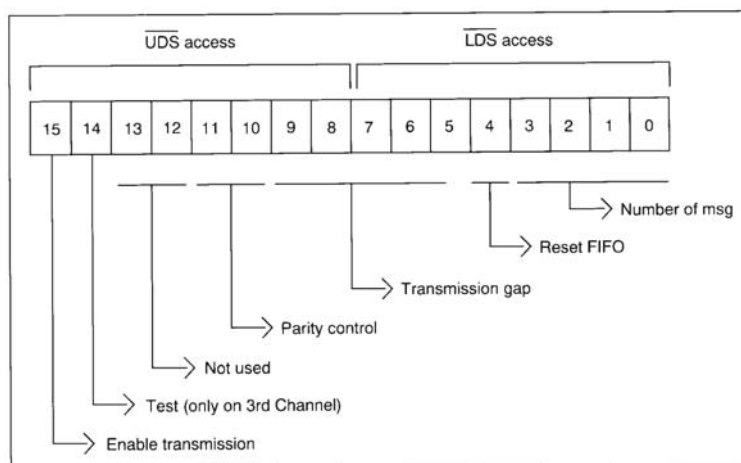 UDS access LDS access
15 14 13 12 11 10 9 8 7 6 5 4 3 2 1 0
Number of msg
Reset FIFO
Transmission gap
Parity control
Not used
Test (only on 3rd Channel)
Enable transmission